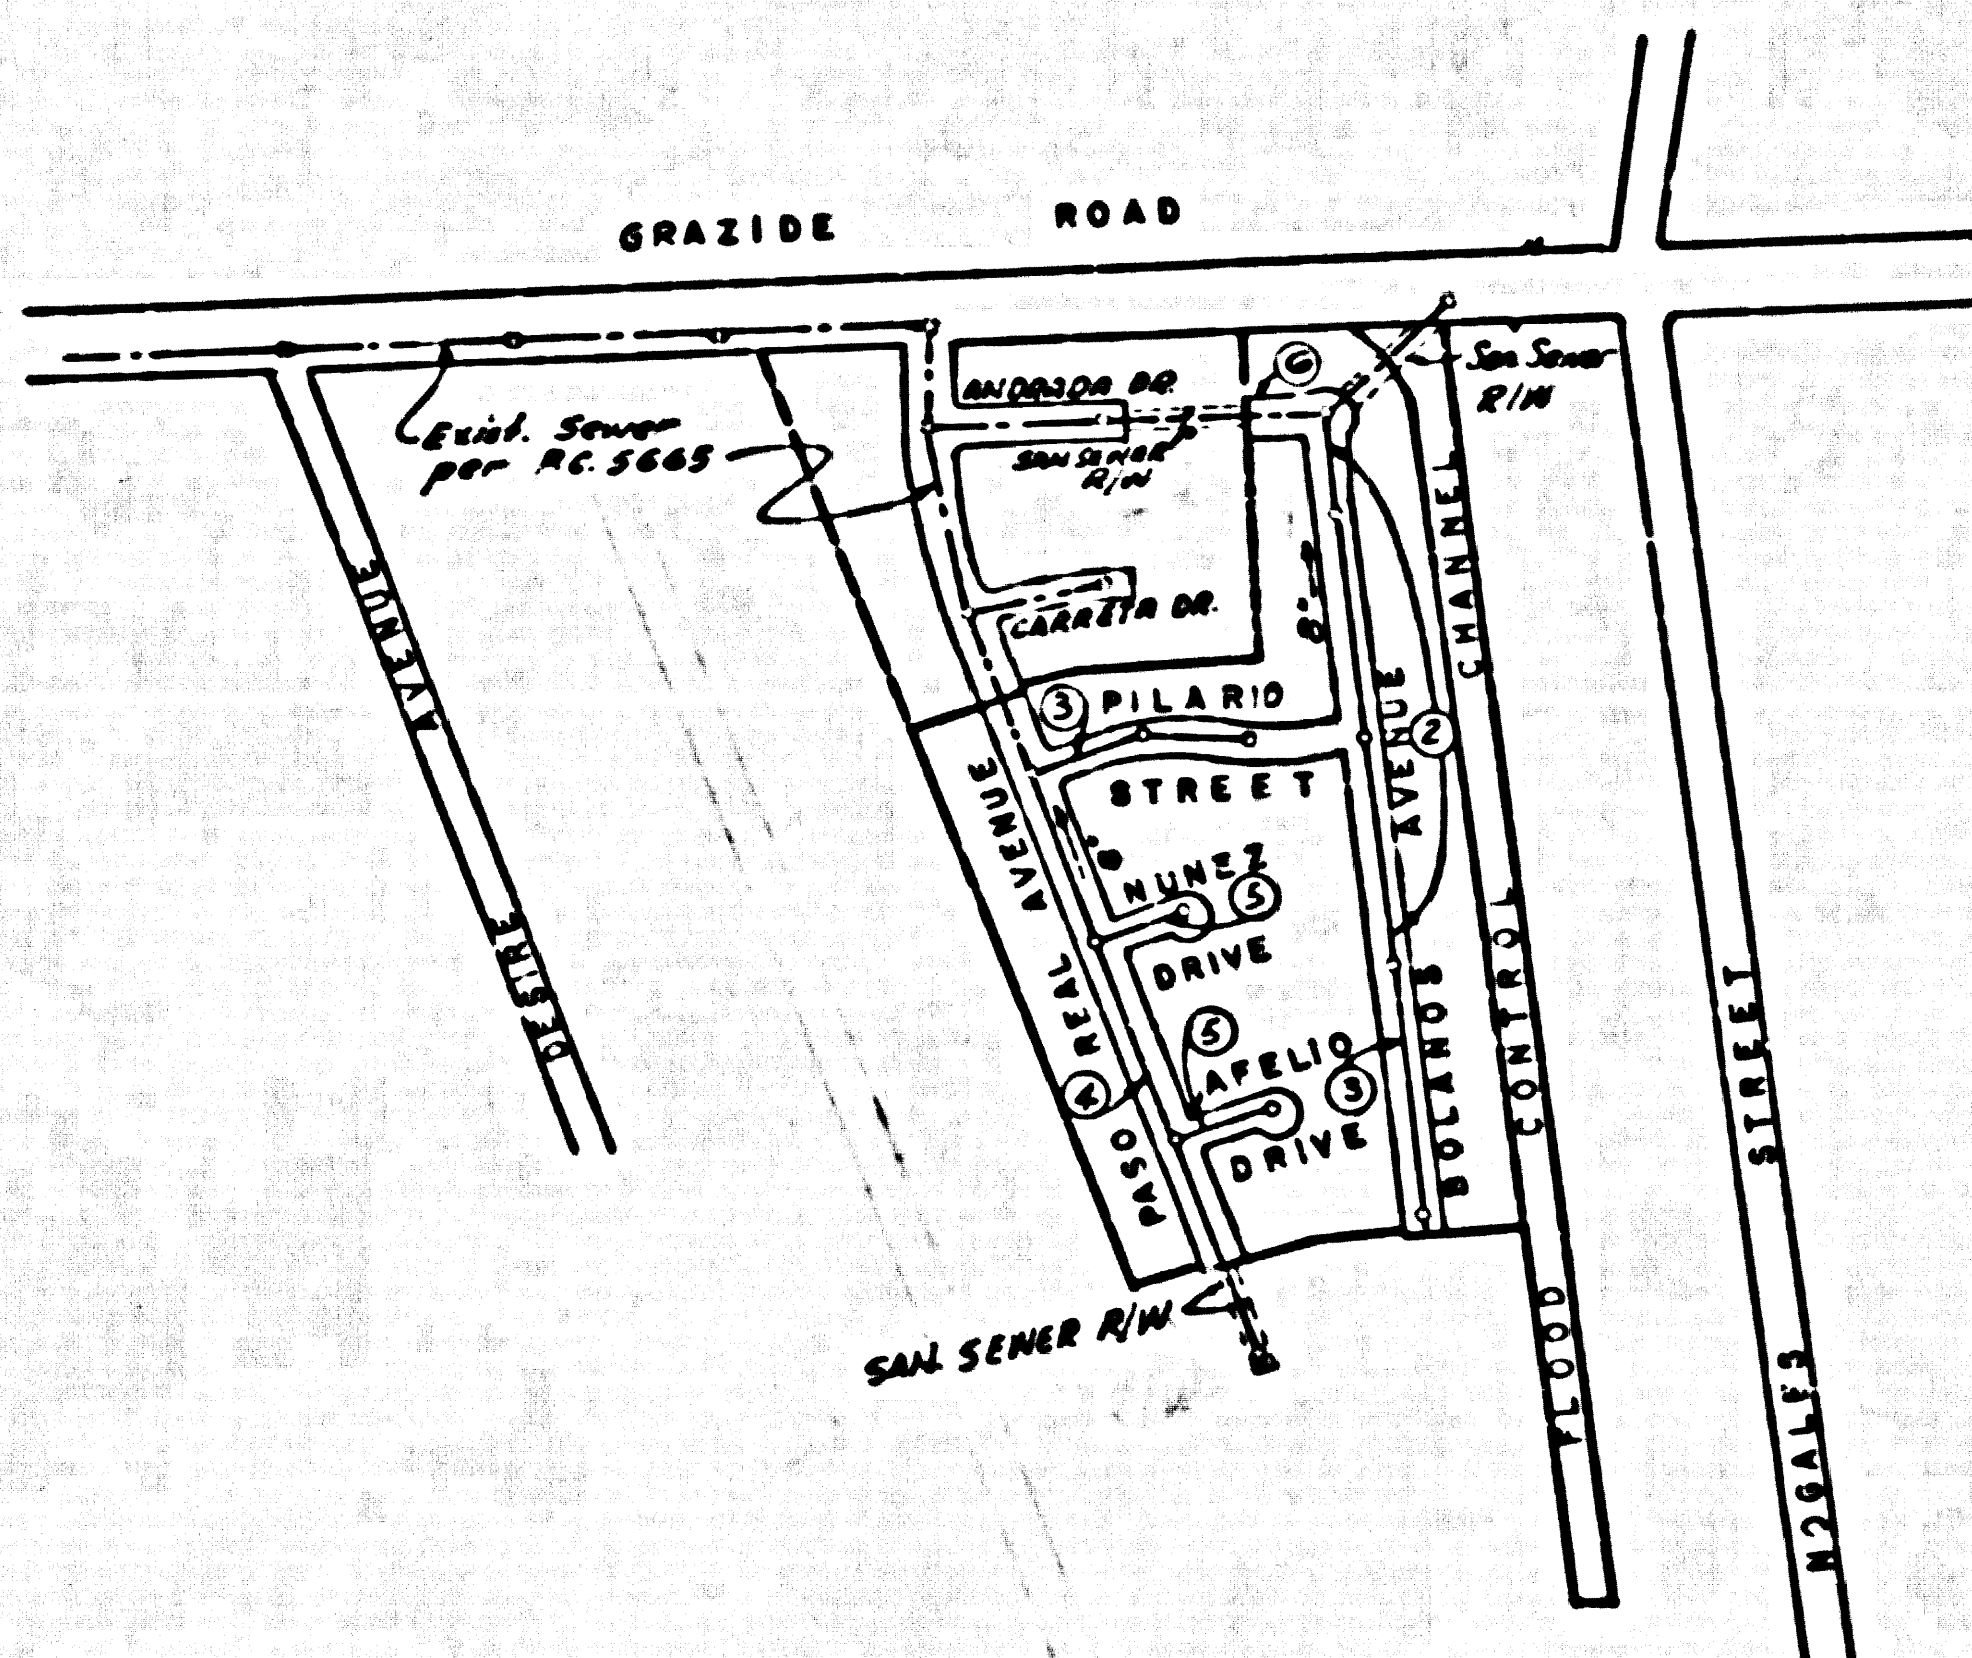 GRAZIDE ROAD
San Sewer
R/W
6
ANDRADA DR.
Exist. Sewer
per P.C. 5665
SAN SEWER
R/W
CHANNEL
AVENUE
CARRETA DR.
8"
3
PILARIO
AVENUE
2
STREET
AVENUE
8"
NUNEZ
5
DESIRE
DRIVE
REAL
CONTROL
STREET
5
AFELIO
BOLANOS
4
3
DRIVE
PASO
SAN. SEWER R/W
FLOOD